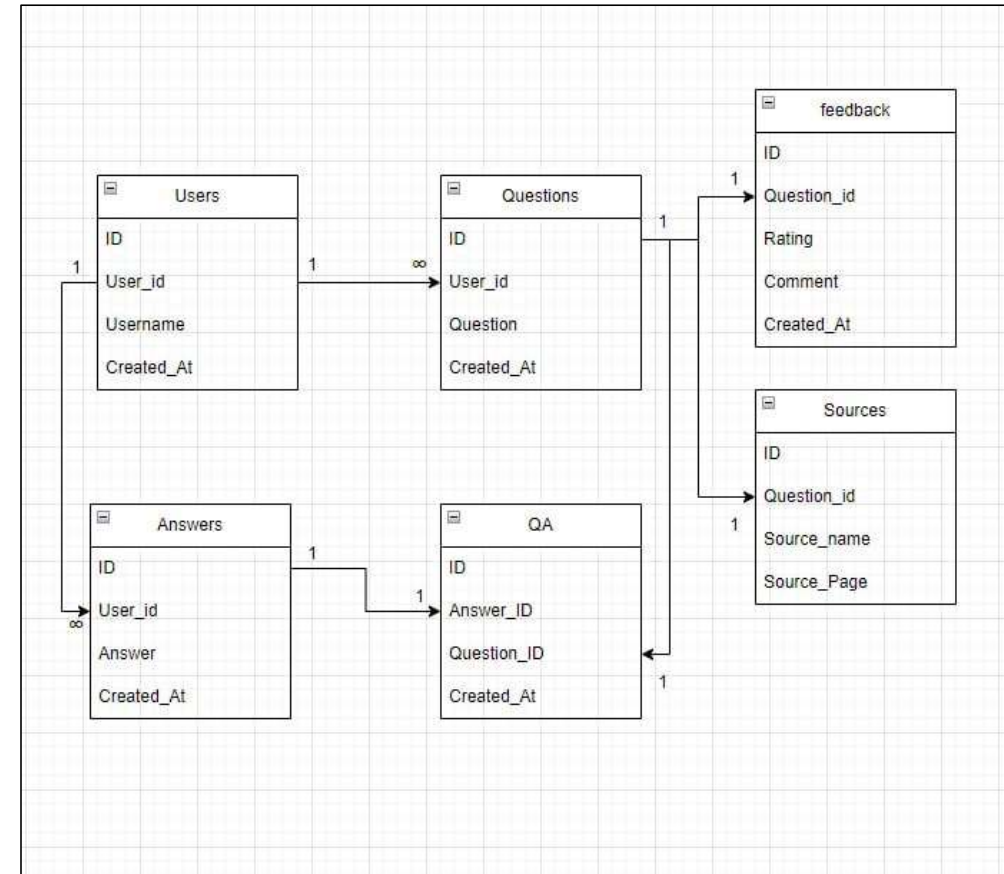 feedback
ID
Question_id
Rating
Comment
Created_At
Users
ID
User_id
Username
Created_At
Questions
ID
User_id
Question
Created_At
Sources
ID
Question_id
Source_name
Source_Page
Answers
ID
User_id
Answer
Created_At
QA
ID
Answer_ID
Question_ID
Created_At
1
1
∞
1
1
1
∞
1
1
1